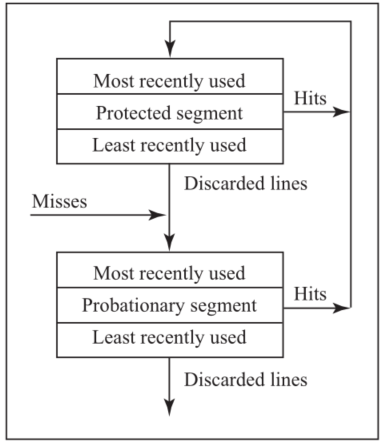 Most recently used
Protected segment
Hits
Least recently used
Discarded lines
Misses
Most recently used
Probationary segment
Hits
Least recently used
Discarded lines